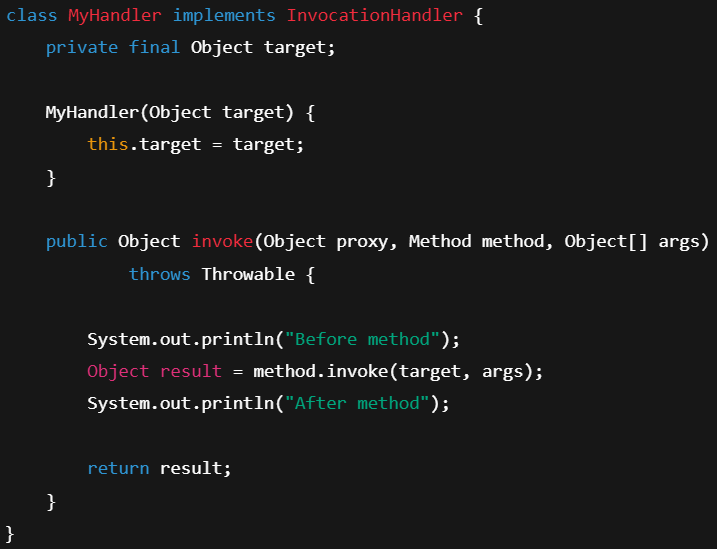 class MyHandler implements InvocationHandler {
    private final Object target;

    MyHandler(Object target) {
        this.target = target;
    }

    public Object invoke(Object proxy, Method method, Object[] args)
            throws Throwable {

        System.out.println("Before method");
        Object result = method.invoke(target, args);
        System.out.println("After method");

        return result;
    }
}